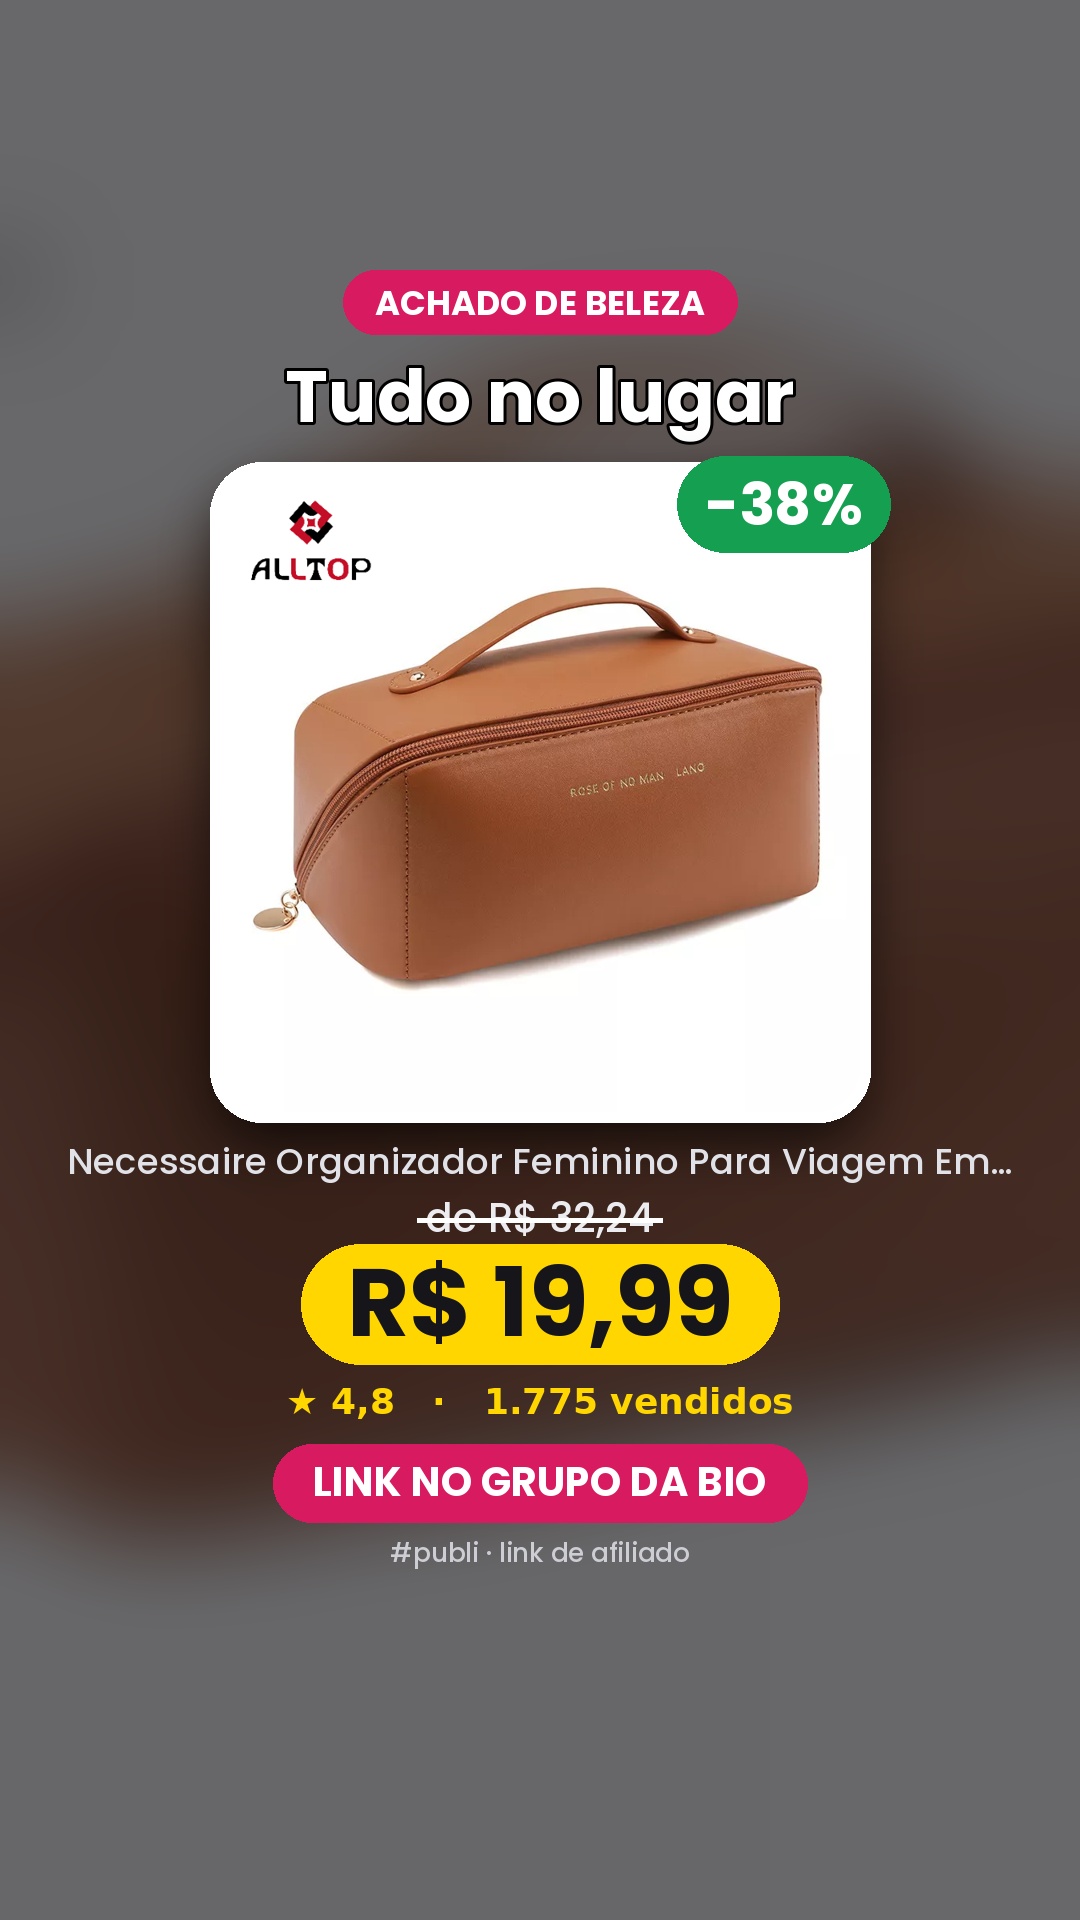 ACHADO DE BELEZA
Tudo no lugar
-38%
ALLTOP
ROSE OF NO MAN LANO
Necessaire Organizador Feminino Para Viagem Em...
de R$ 32,24
R$ 19,99
★ 4,8 · 1.775 vendidos
LINK NO GRUPO DA BIO
#publi · link de afiliado